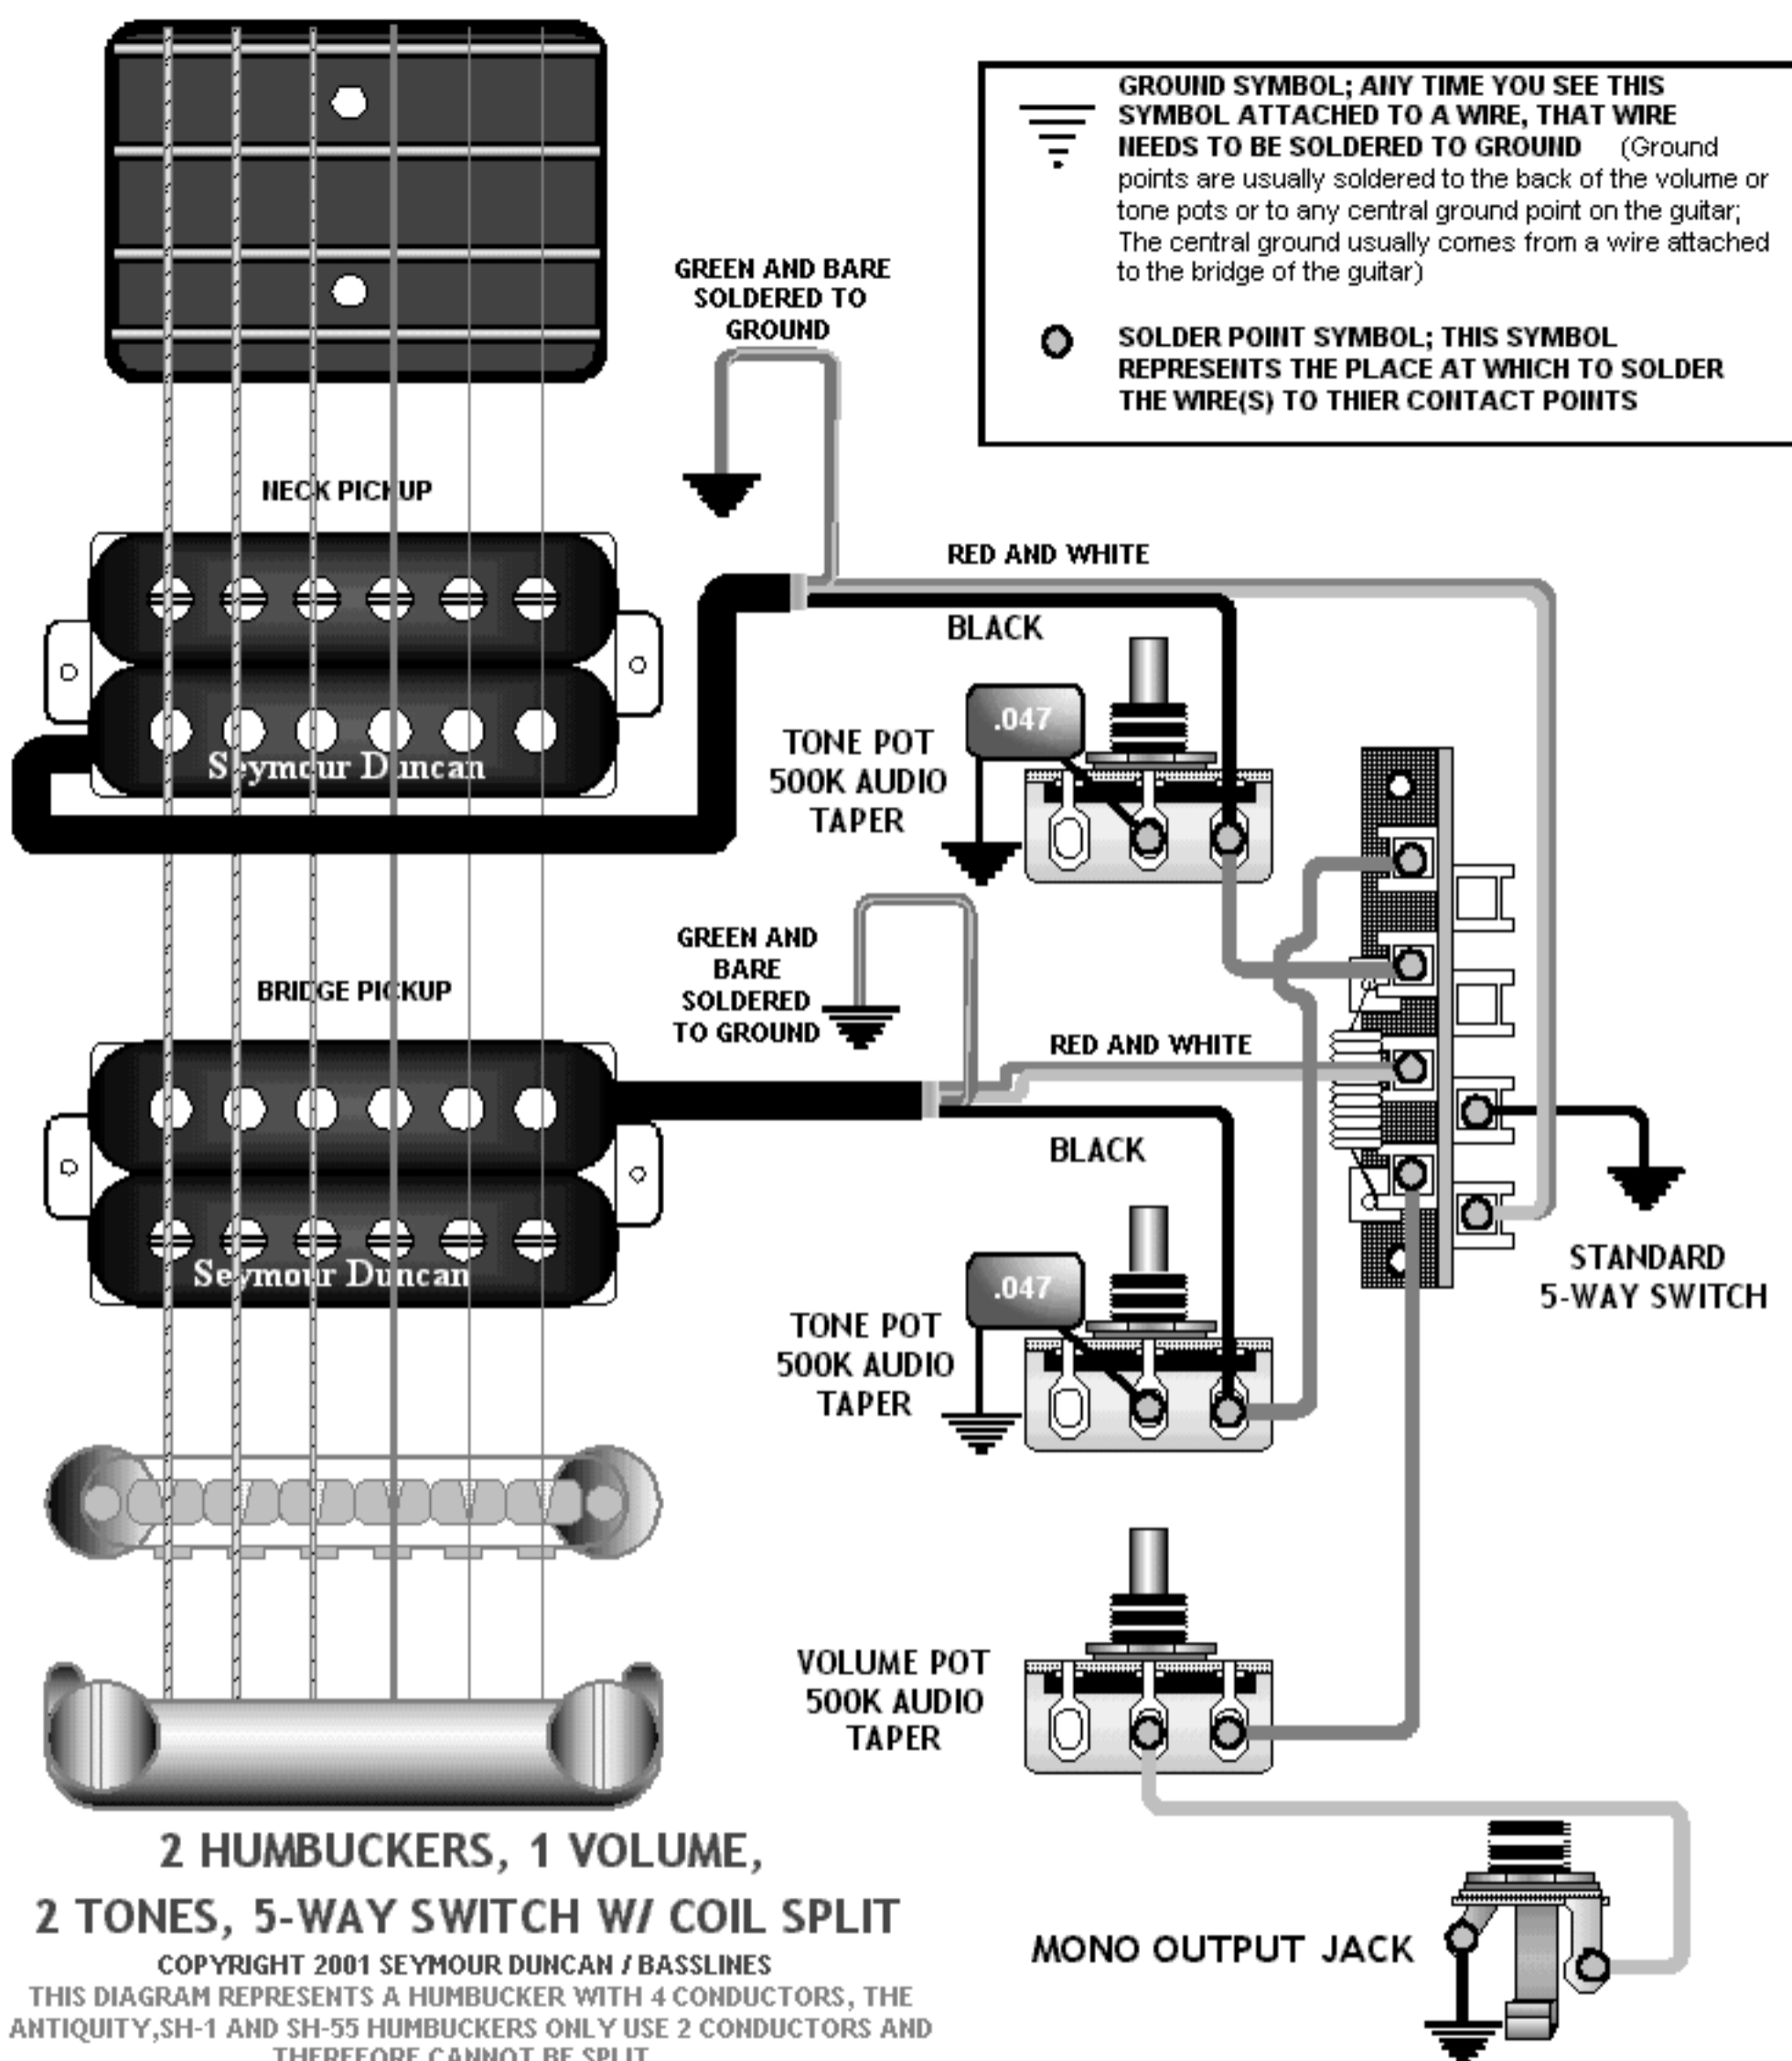 GROUND SYMBOL; ANY TIME YOU SEE THIS
SYMBOL ATTACHED TO A WIRE, THAT WIRE
NEEDS TO BE SOLDERED TO GROUND (Ground
points are usually soldered to the back of the volume or
tone pots or to any central ground point on the guitar;
The central ground usually comes from a wire attached
to the bridge of the guitar)
SOLDER POINT SYMBOL; THIS SYMBOL
REPRESENTS THE PLACE AT WHICH TO SOLDER
THE WIRE(S) TO THIER CONTACT POINTS
GREEN AND BARE
SOLDERED TO
GROUND
NECK PICKUP
Seymour Duncan
RED AND WHITE
BLACK
.047
TONE POT
500K AUDIO
TAPER
GREEN AND
BARE
SOLDERED
TO GROUND
BRIDGE PICKUP
Seymour Duncan
RED AND WHITE
BLACK
STANDARD
5-WAY SWITCH
.047
TONE POT
500K AUDIO
TAPER
VOLUME POT
500K AUDIO
TAPER
MONO OUTPUT JACK
2 HUMBUCKERS, 1 VOLUME,
2 TONES, 5-WAY SWITCH W/ COIL SPLIT
COPYRIGHT 2001 SEYMOUR DUNCAN / BASSLINES
THIS DIAGRAM REPRESENTS A HUMBUCKER WITH 4 CONDUCTORS, THE
ANTIQUITY,SH-1 AND SH-55 HUMBUCKERS ONLY USE 2 CONDUCTORS AND
THEREFORE CANNOT BE SPLIT